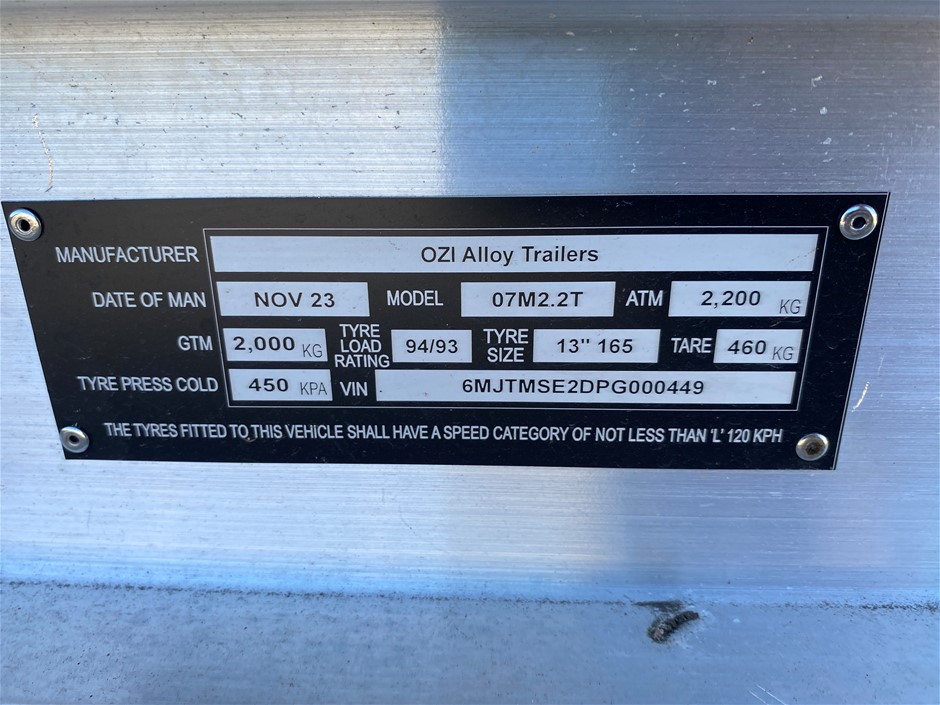 MANUFACTURER OZI Alloy Trailers
DATE OF MAN NOV 23 MODEL 07M2.2T ATM 2,200 KG
GTM 2,000 KG TYRE LOAD RATING 94/93 TYRE SIZE 13" 165 TARE 460 KG
TYRE PRESS COLD 450 KPA VIN 6MJTMSE2DPG000449
THE TYRES FITTED TO THIS VEHICLE SHALL HAVE A SPEED CATEGORY OF NOT LESS THAN 'L' 120 KPH